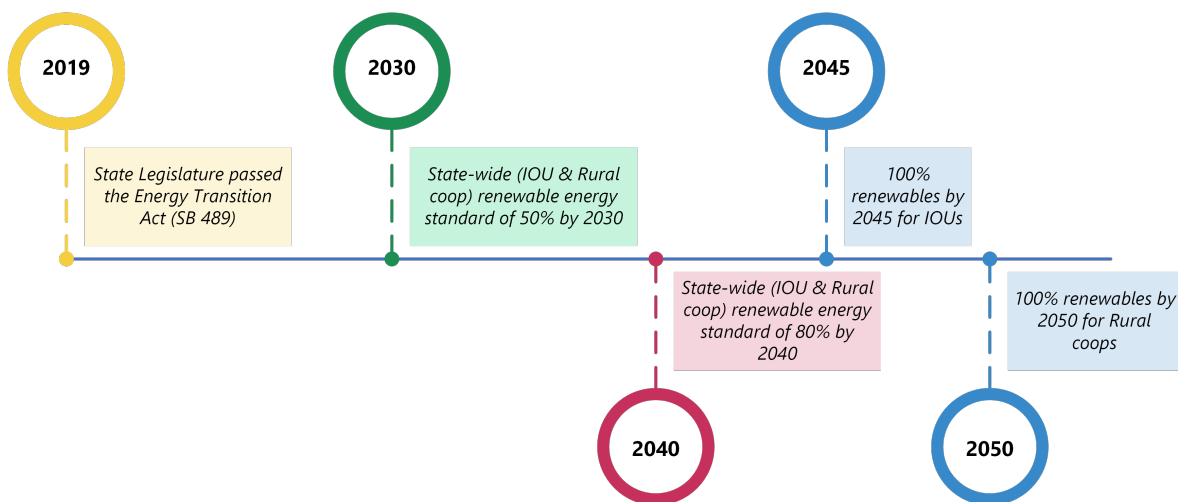 2019
State Legislature passed
the Energy Transition
Act (SB 489)
2030
State-wide (IOU & Rural
coop) renewable energy
standard of 50% by 2030
2040
State-wide (IOU & Rural
coop) renewable energy
standard of 80% by
2040
2045
100%
renewables by
2045 for IOUs
2050
100% renewables by
2050 for Rural
coops